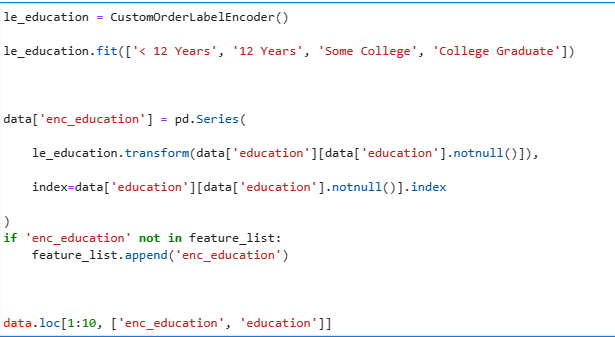 le_education = CustomOrderLabelEncoder()
le_education.fit(['< 12 Years', '12 Years', 'Some College', 'College Graduate'])
data['enc_education'] = pd.Series(
    le_education.transform(data['education'][data['education'].notnull()]),
    index=data['education'][data['education'].notnull()].index
)
if 'enc_education' not in feature_list:
    feature_list.append('enc_education')
data.loc[1:10, ['enc_education', 'education']]